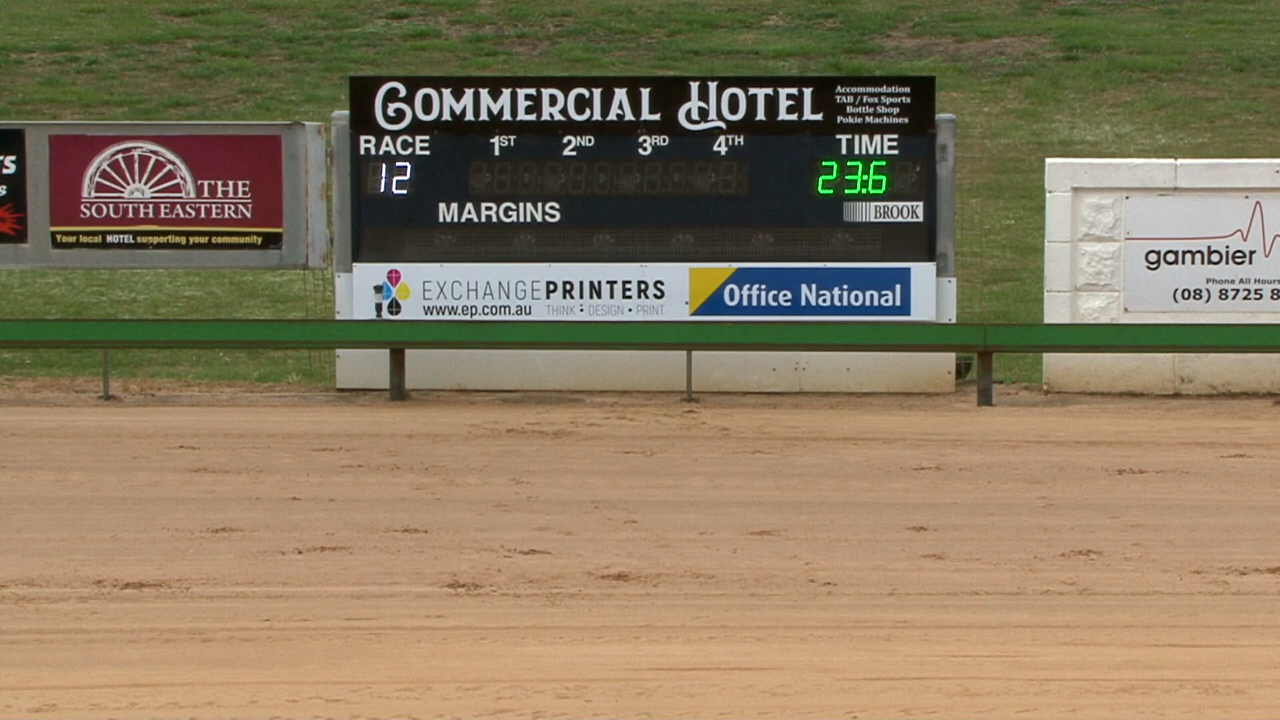 COMMERCIAL HOTEL
Accommodation
TAB / Fox Sports
Bottle Shop
Pokie Machines
RACE 1ST 2ND 3RD 4TH TIME
12 23:6
MARGINS
BROOK
THE
SOUTH EASTERN
Your local HOTEL supporting your community
EXCHANGEPRINTERS
www.ep.com.au THINK : DESIGN · PRINT
Office National
gambier
Phone All Hours
(08) 8725 8